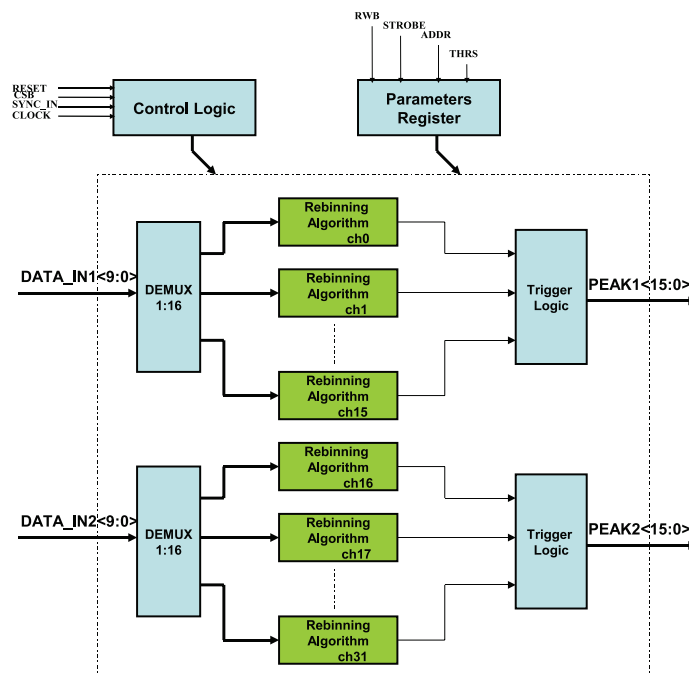 RWB
STROBE
ADDR
THRS
RESET
CSB
SYNC_IN
CLOCK
Control Logic
Parameters
Register
Rebinning
Algorithm
ch0
DATA_IN1<9:0>
DEMUX
1:16
Rebinning
Algorithm
ch1
Trigger
Logic
PEAK1<15:0>
Rebinning
Algorithm
ch15
Rebinning
Algorithm
ch16
DATA_IN2<9:0>
DEMUX
1:16
Rebinning
Algorithm
ch17
Trigger
Logic
PEAK2<15:0>
Rebinning
Algorithm
ch31